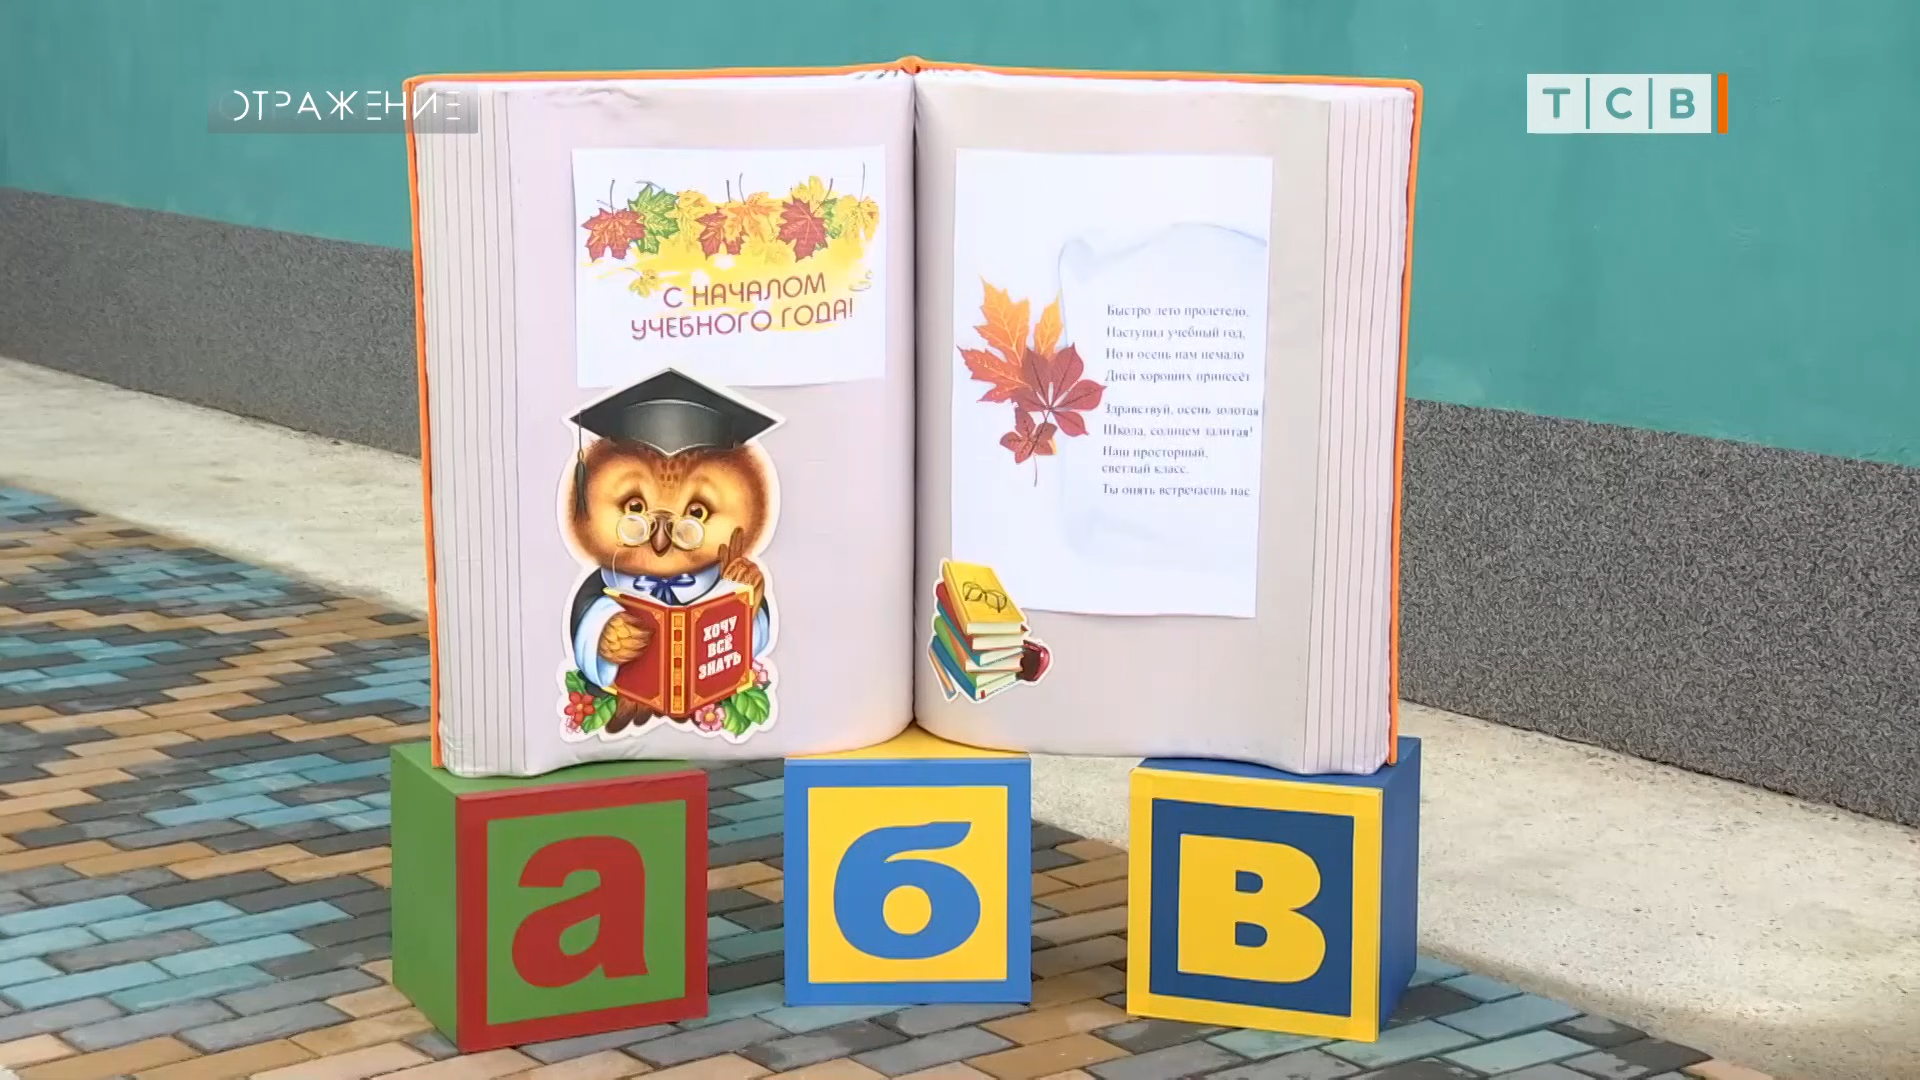 ОТРАЖЕНИЕ
Т|С|В
С НАЧАЛОМ
УЧЕБНОГО ГОДА!
Быстро лето пролетело,
Наступил учебный год,
Но и осень нам немало
Дней хороших принесёт
Здравствуй, осень золотая
Школа, солнцем залитая!
Наш просторный,
светлый класс,
Ты опять встречаешь нас
ХОЧУ
ВСЁ
ЗНАТЬ
а
б
в